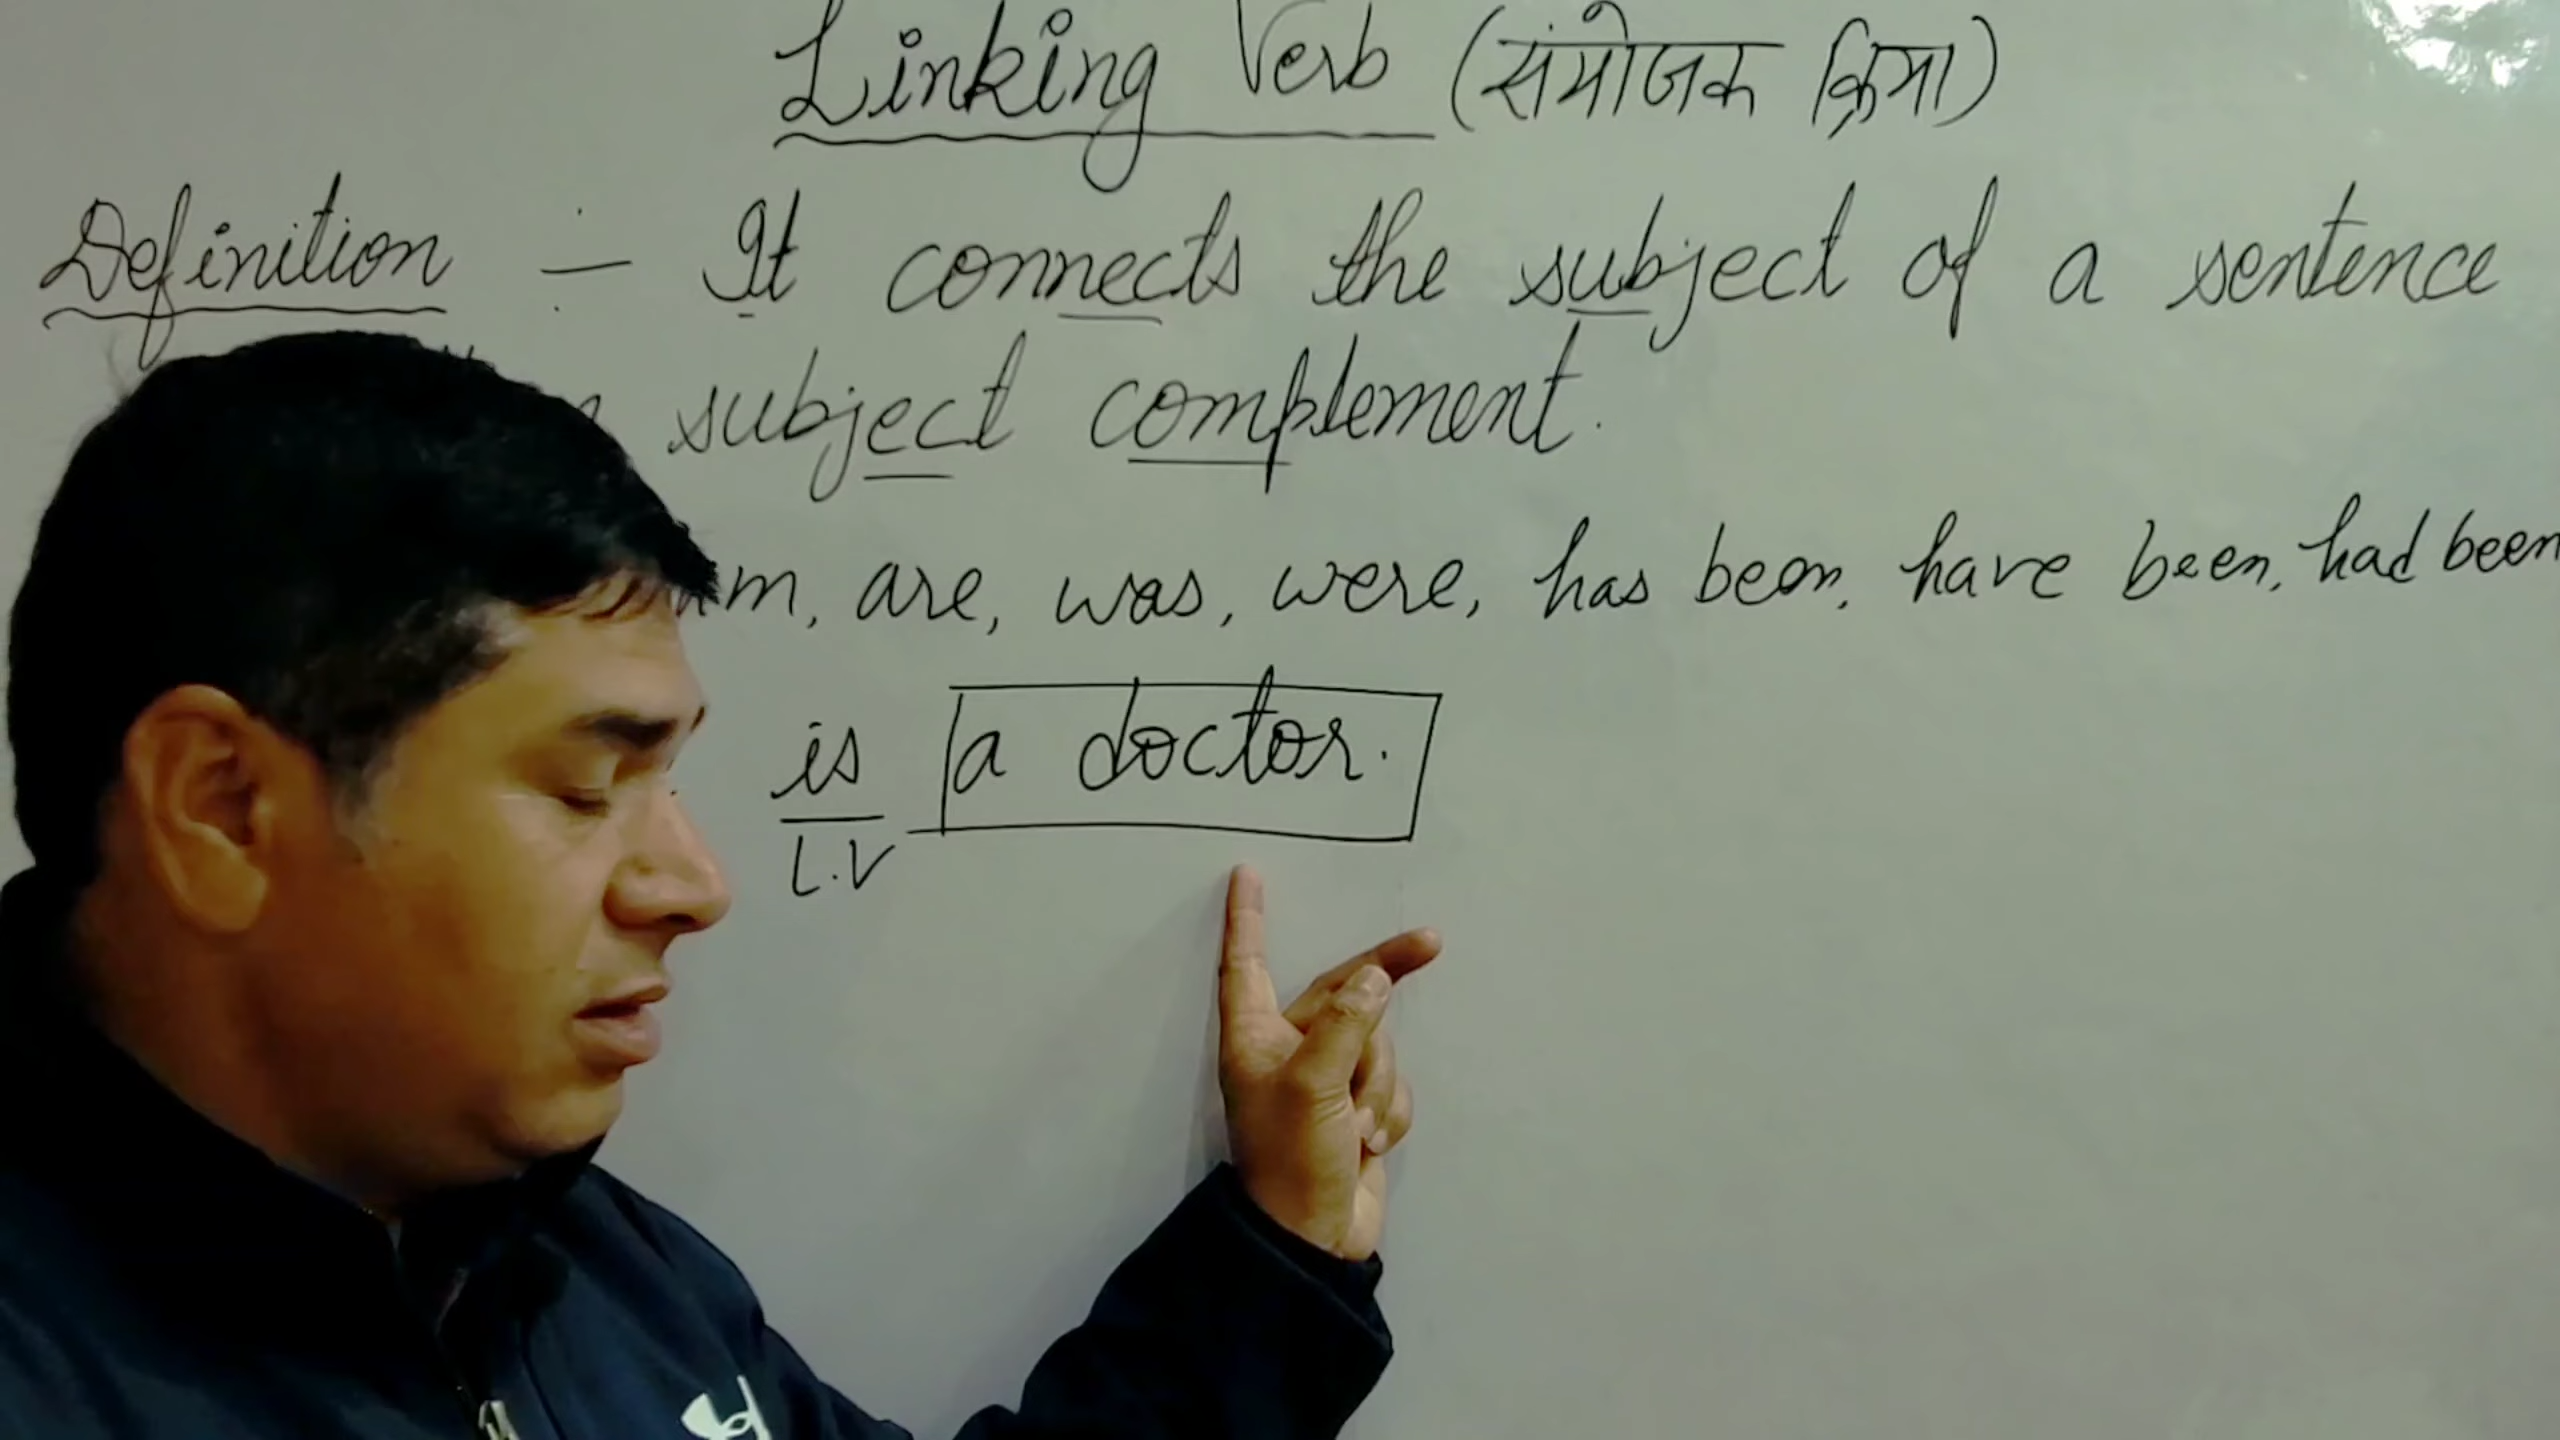 Linking Verb (संयोजक क्रिया)
Definition :- It connects the subject of a sentence
subject complement.
am, are, was, were, has been, have been, had been
is a doctor.
L.V